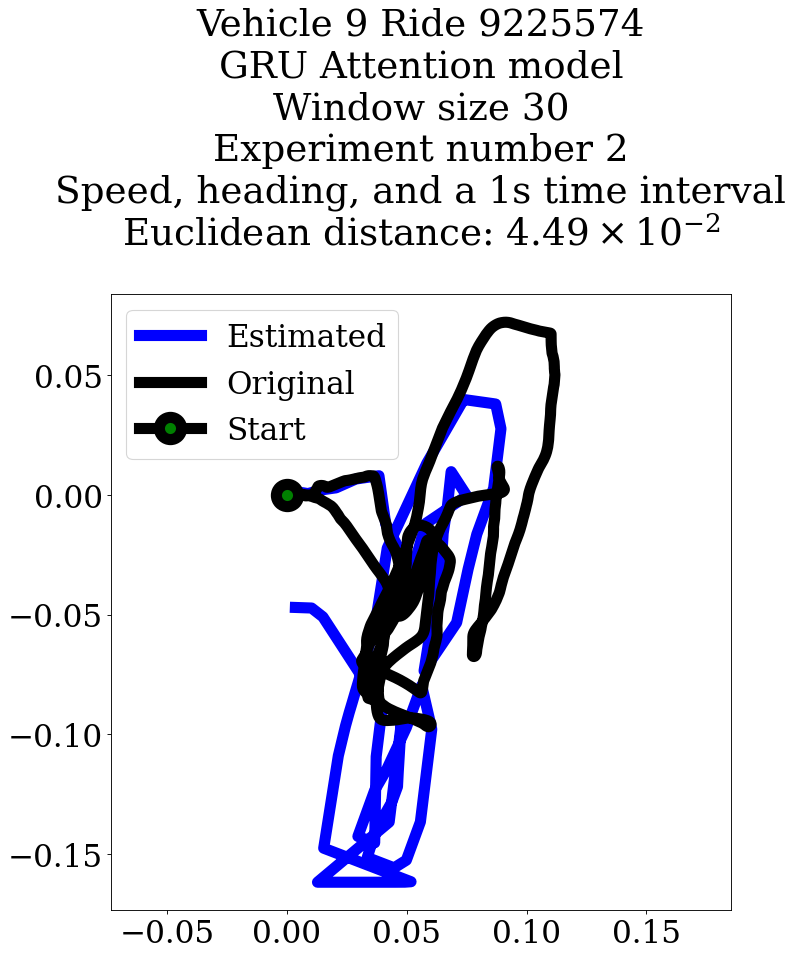 Vehicle 9 Ride 9225574
GRU Attention model
Window size 30
Experiment number 2
Speed, heading, and a 1s time interval
Euclidean distance: 4.49 × 10⁻²
Estimated
Original
Start
0.05
0.00
−0.05
−0.10
−0.15
−0.05 0.00 0.05 0.10 0.15